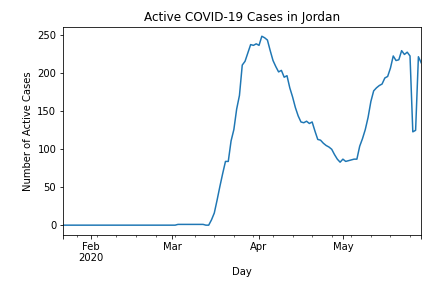 Active COVID-19 Cases in Jordan
Number of Active Cases
250
200
150
100
50
0
Feb
2020
Mar
Apr
May
Day